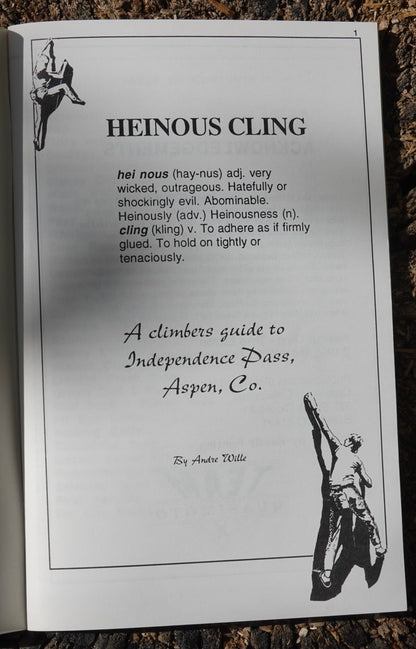 1
HEINOUS CLING
hei nous (hay-nus) adj. very
wicked, outrageous. Hatefully or
shockingly evil. Abominable.
Heinously (adv.) Heinousness (n).
cling (kling) v. To adhere as if firmly
glued. To hold on tightly or
tenaciously.
A climbers guide to
Independence Pass,
Aspen, Co.
By Andre Wille